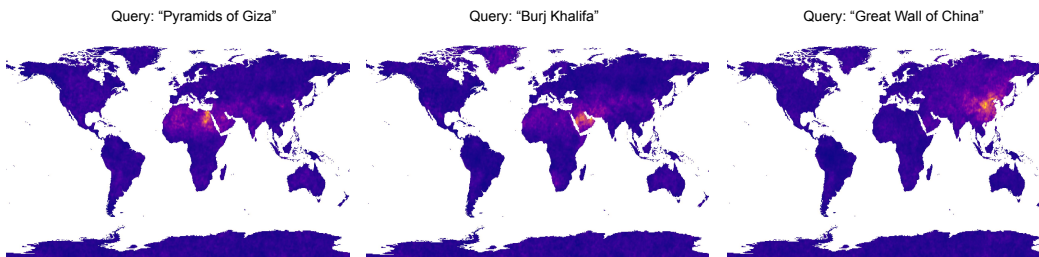 Query: “Pyramids of Giza”
Query: “Burj Khalifa”
Query: “Great Wall of China”